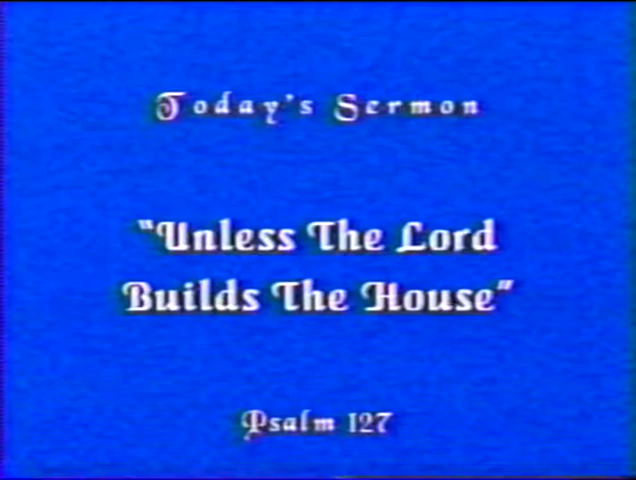 Today's Sermon
"Unless The Lord
Builds The House"
Psalm 127